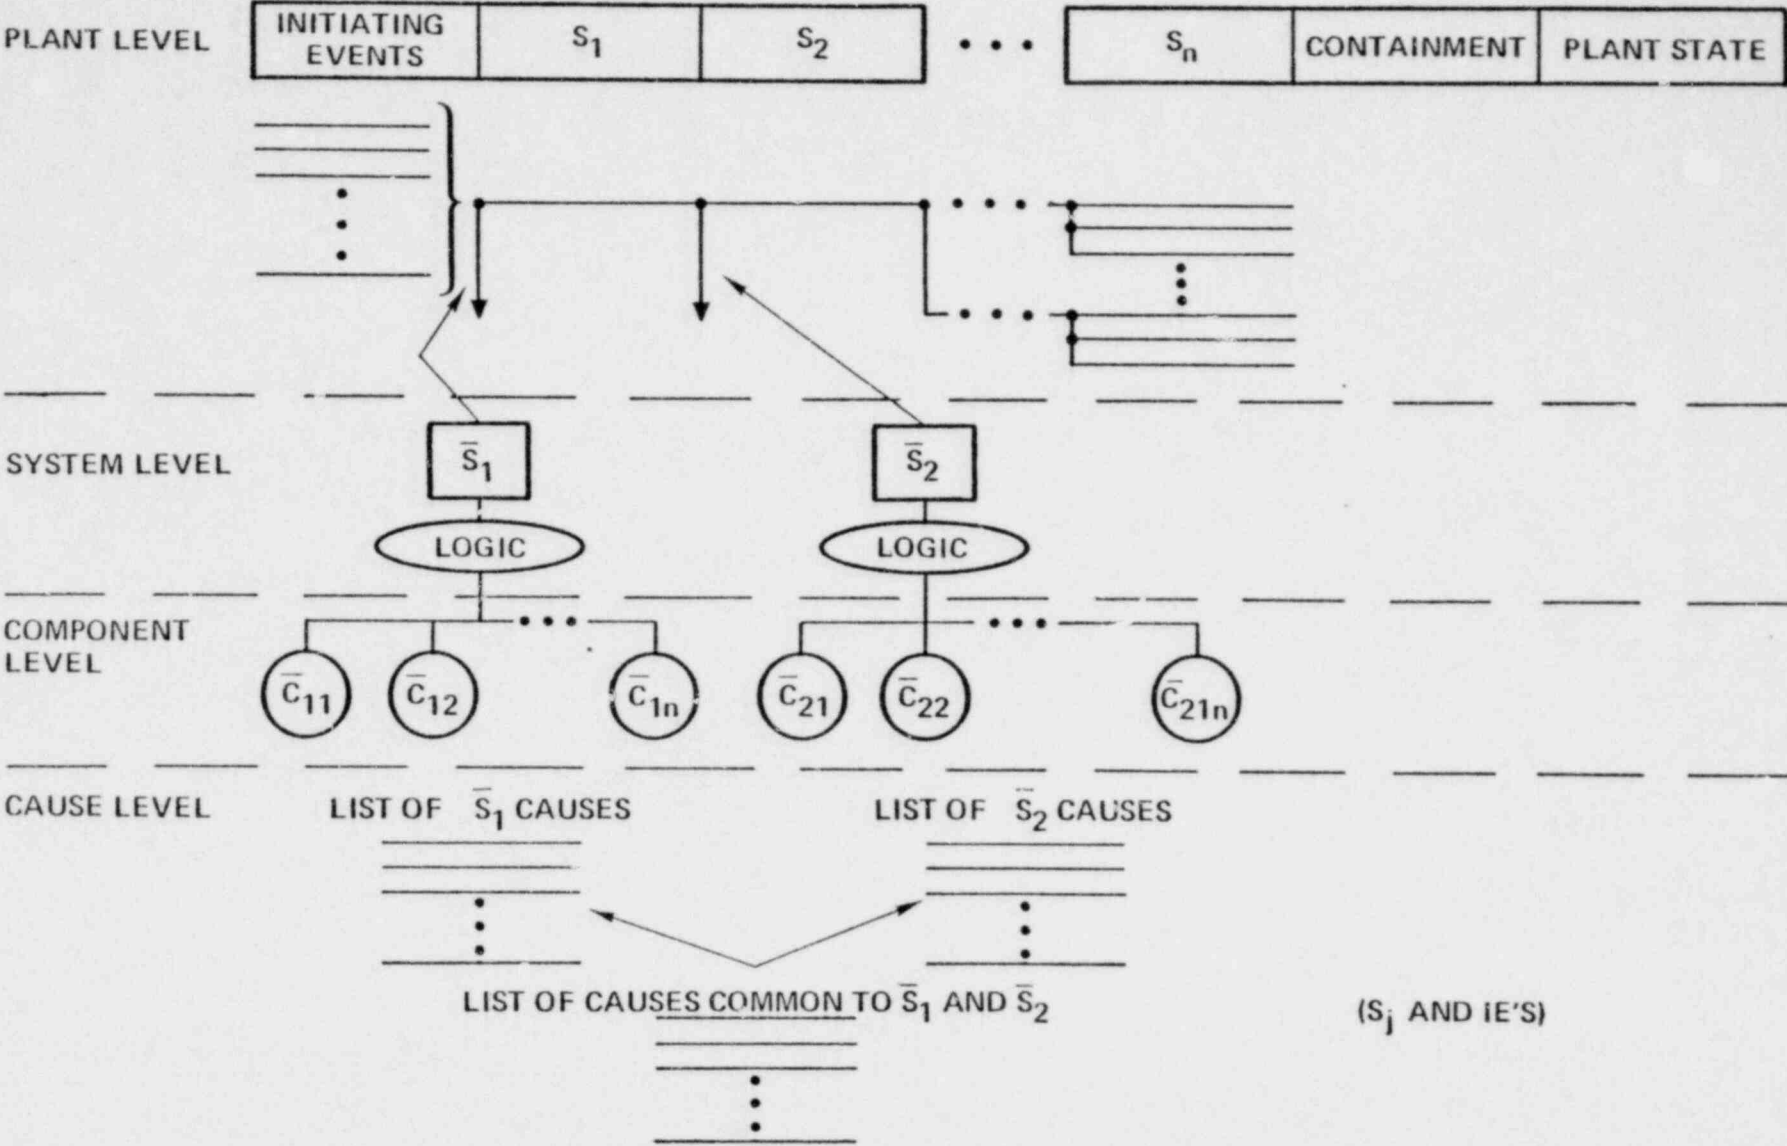 PLANT LEVEL
INITIATING
EVENTS
S₁
S₂
• • •
Sₙ
CONTAINMENT
PLANT STATE
SYSTEM LEVEL
S̅₁
S̅₂
LOGIC
LOGIC
COMPONENT
LEVEL
C̅₁₁
C̅₁₂
C̅₁ₙ
C̅₂₁
C̅₂₂
C̅₂₁ₙ
CAUSE LEVEL
LIST OF S̅₁ CAUSES
LIST OF S̅₂ CAUSES
LIST OF CAUSES COMMON TO S̅₁ AND S̅₂
(Sⱼ AND IE'S)